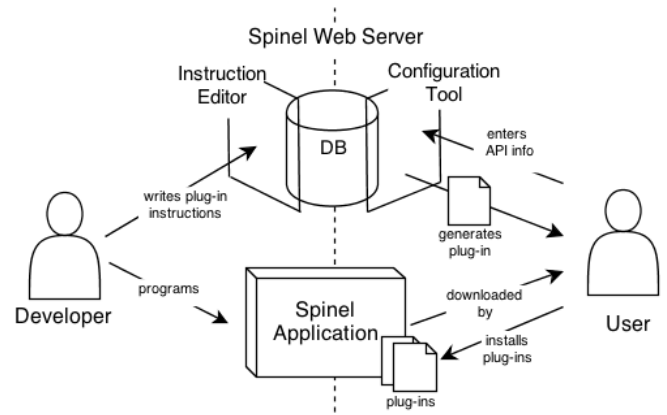 Spinel Web Server
Instruction
Editor
Configuration
Tool
DB
enters
API info
writes plug-in
instructions
generates
plug-in
programs
Developer
Spinel
Application
downloaded
by
User
installs
plug-ins
plug-ins